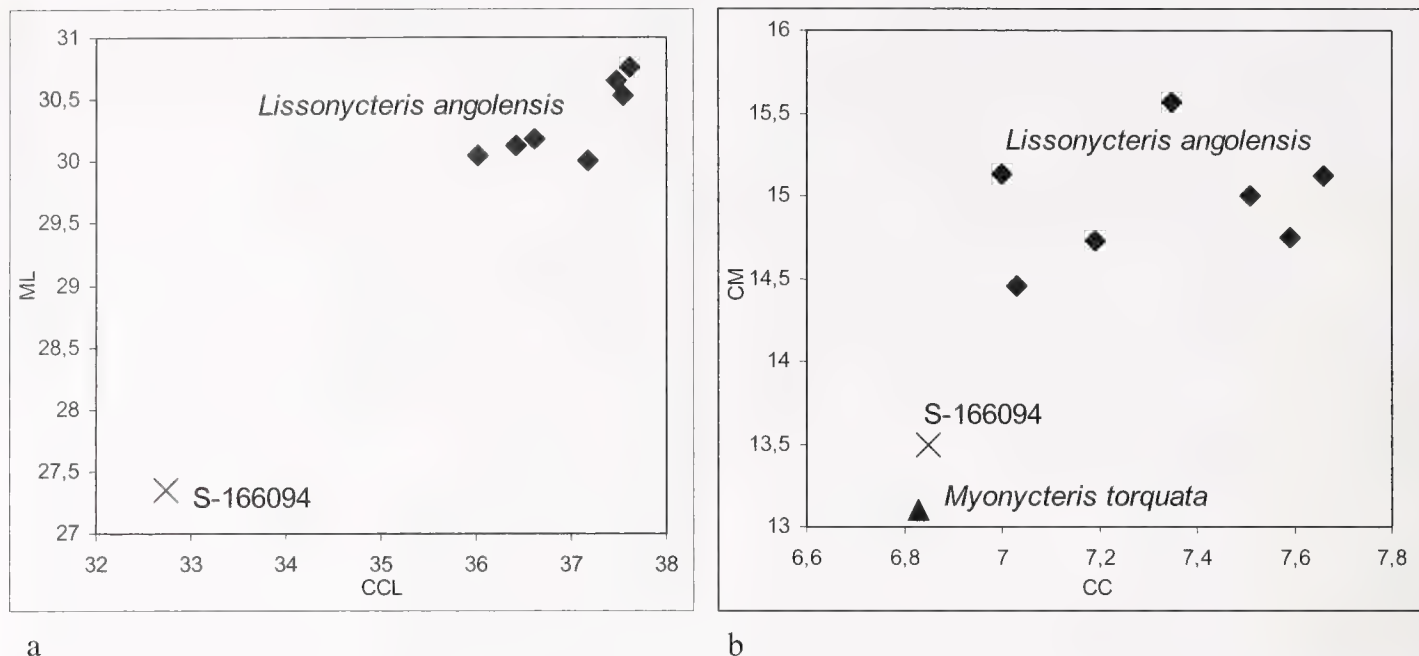 31
30,5
30
29,5
29
28,5
28
27,5
27
ML
Lissonycteris angolensis
S-166094
32 33 34 35 36 37 38
CCL
a
16
15,5
15
14,5
14
13,5
13
CM
Lissonycteris angolensis
S-166094
Myonycteris torquata
6,6 6,8 7 7,2 7,4 7,6 7,8
CC
b